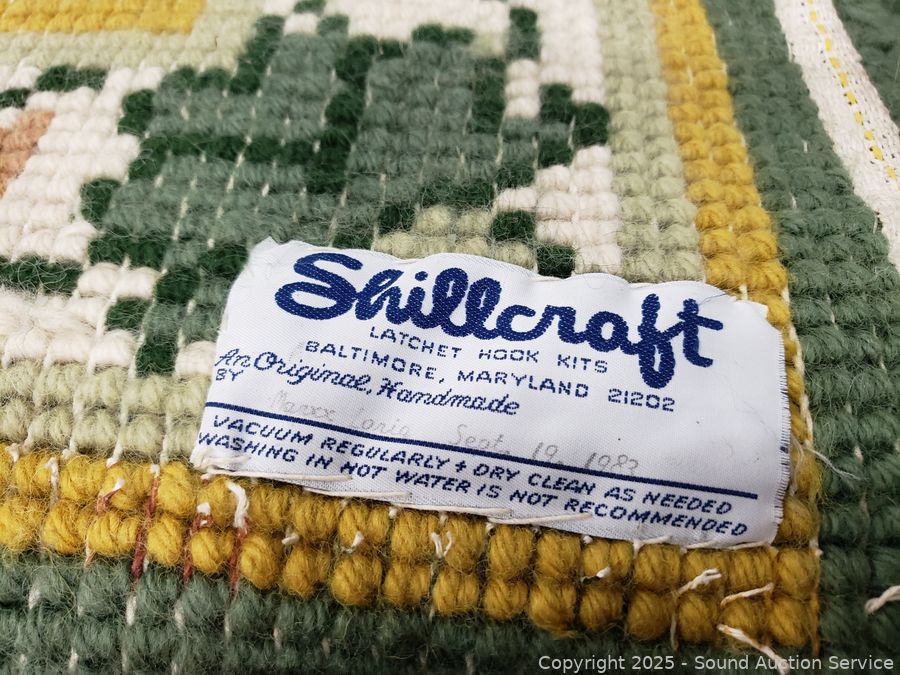 Shillcraft
LATCHET HOOK KITS
BALTIMORE, MARYLAND 21202
An Original, Handmade
BY
Sept 19, 1983
VACUUM REGULARLY + DRY CLEAN AS NEEDED
WASHING IN HOT WATER IS NOT RECOMMENDED
Copyright 2025 - Sound Auction Service